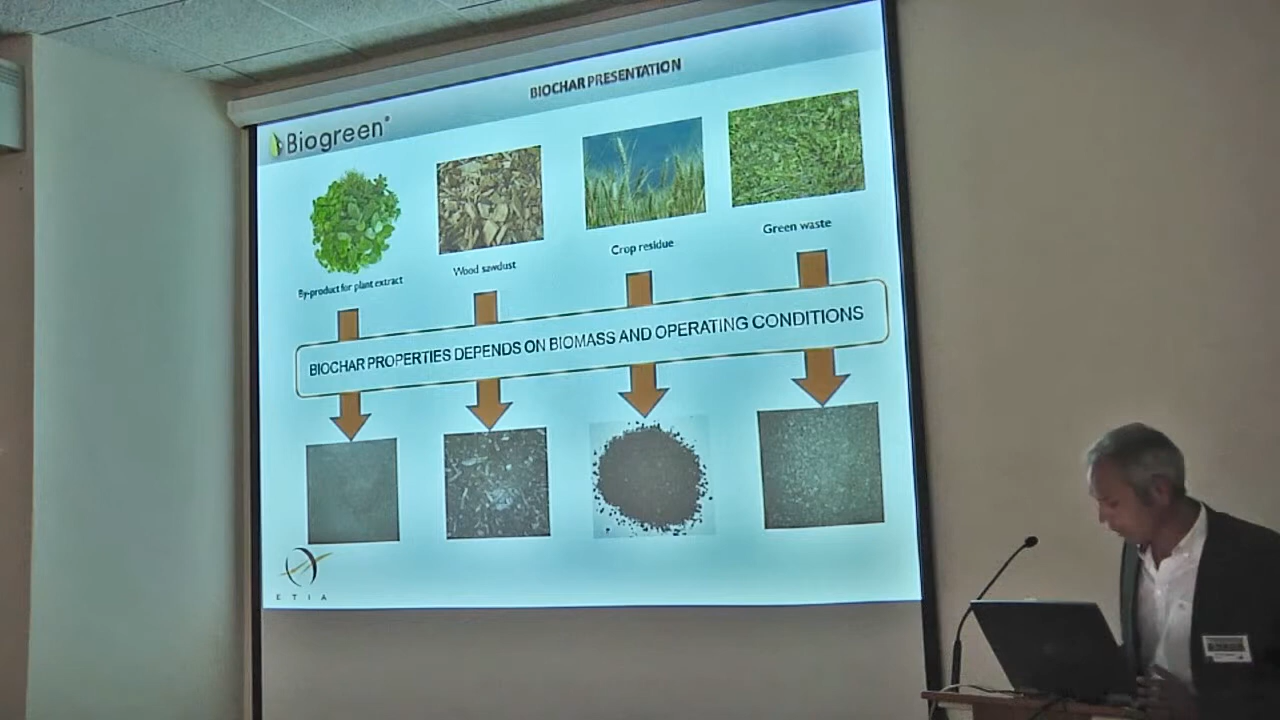 BIOCHAR PRESENTATION
Biogreen®
By-product for plant extract
Wood sawdust
Crop residue
Green waste
BIOCHAR PROPERTIES DEPENDS ON BIOMASS AND OPERATING CONDITIONS
ETIA